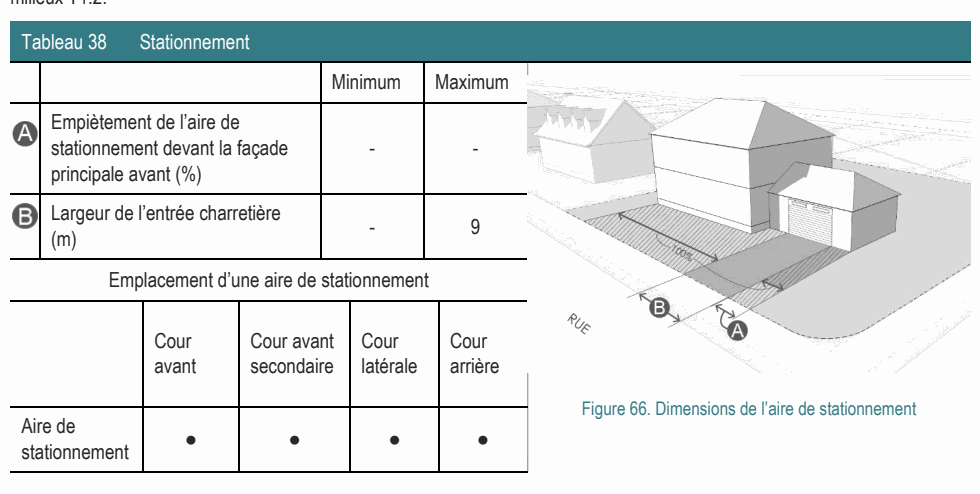 milieux T1.2.
Tableau 38 Stationnement
Minimum Maximum
A Empiètement de l'aire de
stationnement devant la façade
principale avant (%)
- -
B Largeur de l'entrée charretière
(m)
- 9
Emplacement d'une aire de stationnement
Cour
avant
Cour avant
secondaire
Cour
latérale
Cour
arrière
Aire de
stationnement
● ● ● ●
100%
B
A
RUE
Figure 66. Dimensions de l'aire de stationnement